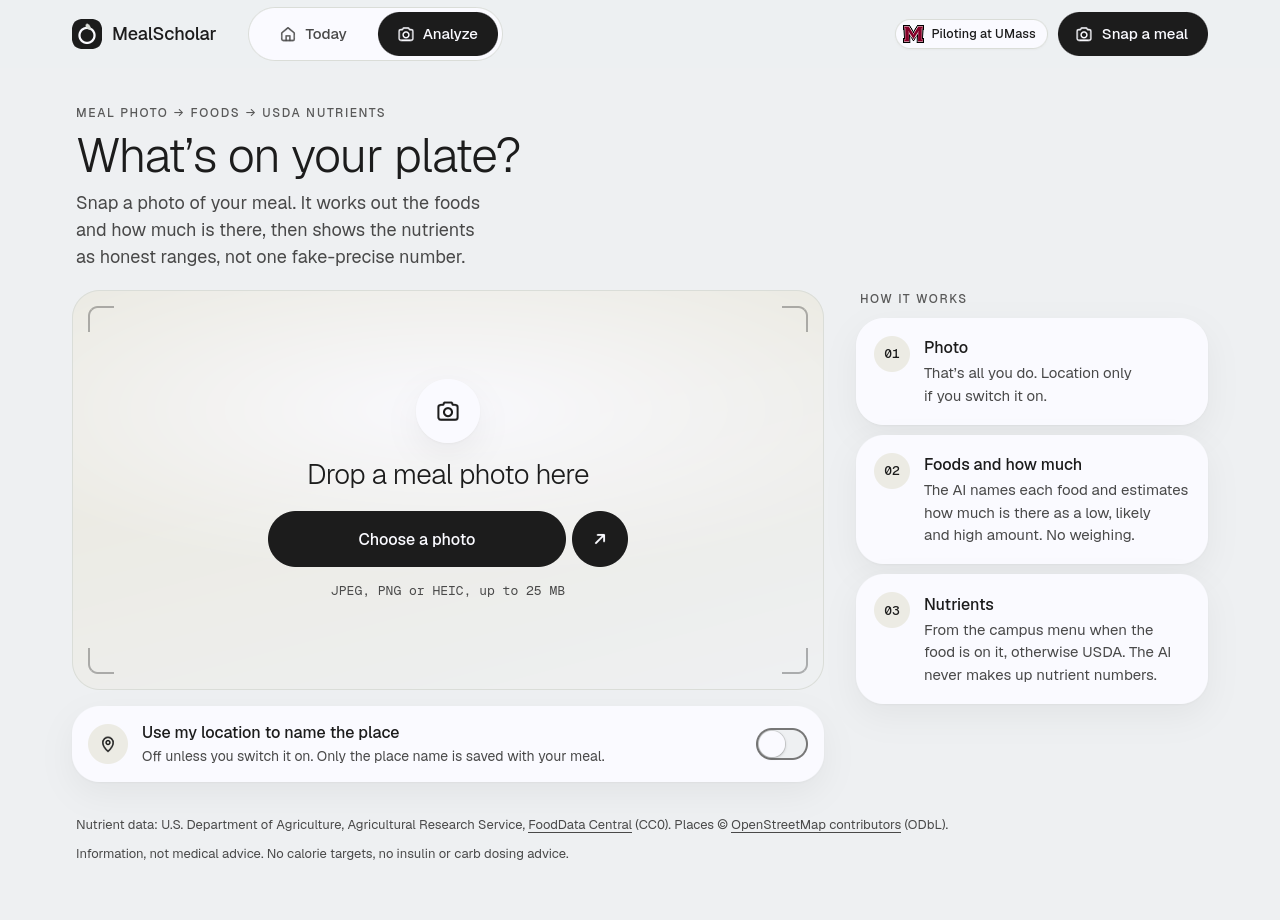 MealScholar
Today
Analyze
Piloting at UMass
Snap a meal
MEAL PHOTO → FOODS → USDA NUTRIENTS
What’s on your plate?
Snap a photo of your meal. It works out the foods
and how much is there, then shows the nutrients
as honest ranges, not one fake-precise number.
Drop a meal photo here
Choose a photo
JPEG, PNG or HEIC, up to 25 MB
Use my location to name the place
Off unless you switch it on. Only the place name is saved with your meal.
HOW IT WORKS
01
Photo
That’s all you do. Location only
if you switch it on.
02
Foods and how much
The AI names each food and estimates
how much is there as a low, likely
and high amount. No weighing.
03
Nutrients
From the campus menu when the
food is on it, otherwise USDA. The AI
never makes up nutrient numbers.
Nutrient data: U.S. Department of Agriculture, Agricultural Research Service, FoodData Central (CC0). Places © OpenStreetMap contributors (ODbL).
Information, not medical advice. No calorie targets, no insulin or carb dosing advice.